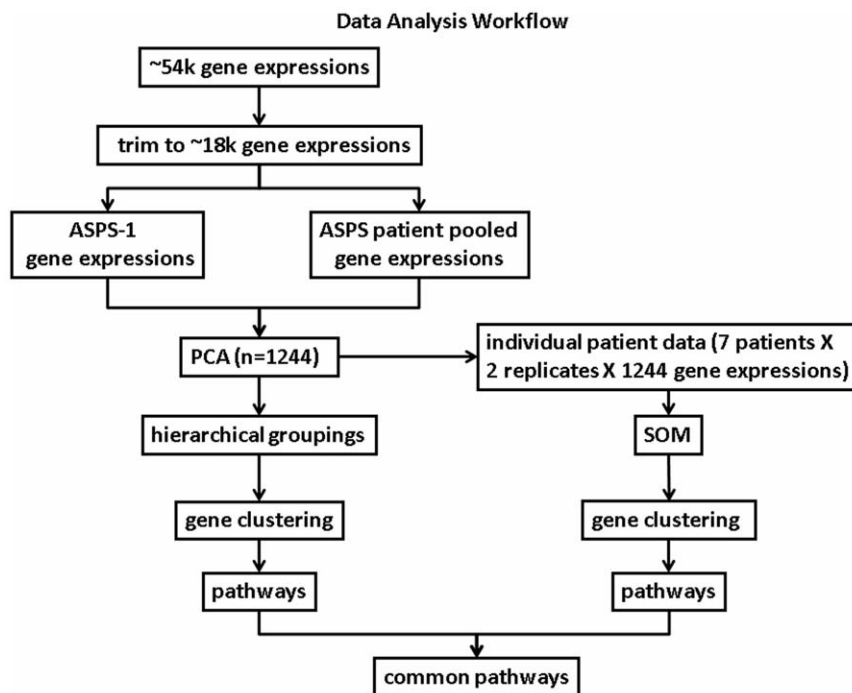 Data Analysis Workflow
~54k gene expressions
trim to ~18k gene expressions
ASPS-1
gene expressions
ASPS patient pooled
gene expressions
PCA (n=1244)
individual patient data (7 patients X
2 replicates X 1244 gene expressions)
hierarchical groupings
SOM
gene clustering
gene clustering
pathways
pathways
common pathways